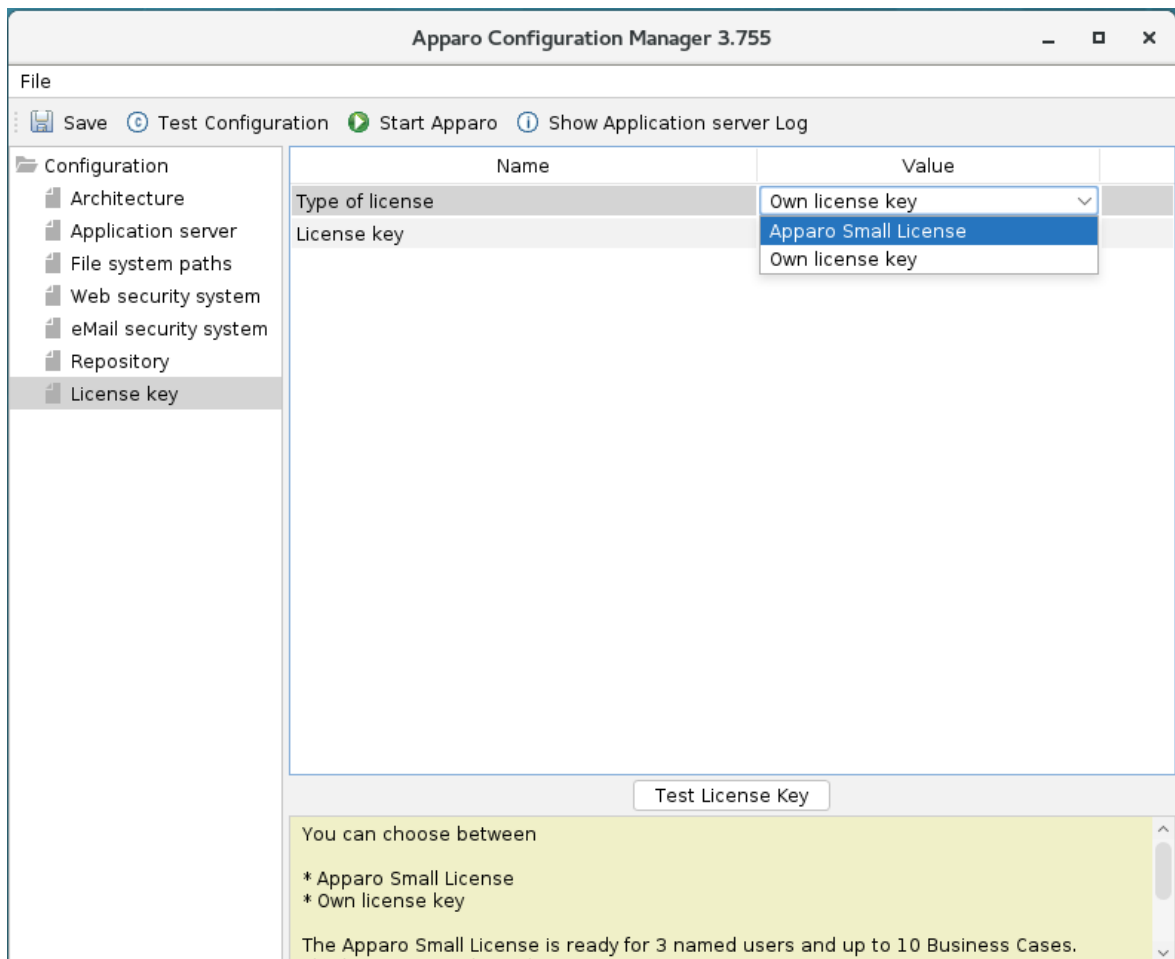 Apparo Configuration Manager 3.755
File
Save Test Configuration Start Apparo Show Application server Log
Configuration
Architecture
Application server
File system paths
Web security system
eMail security system
Repository
License key
Name Value
Type of license Own license key
License key
Apparo Small License
Own license key
Test License Key
You can choose between
* Apparo Small License
* Own license key
The Apparo Small License is ready for 3 named users and up to 10 Business Cases.